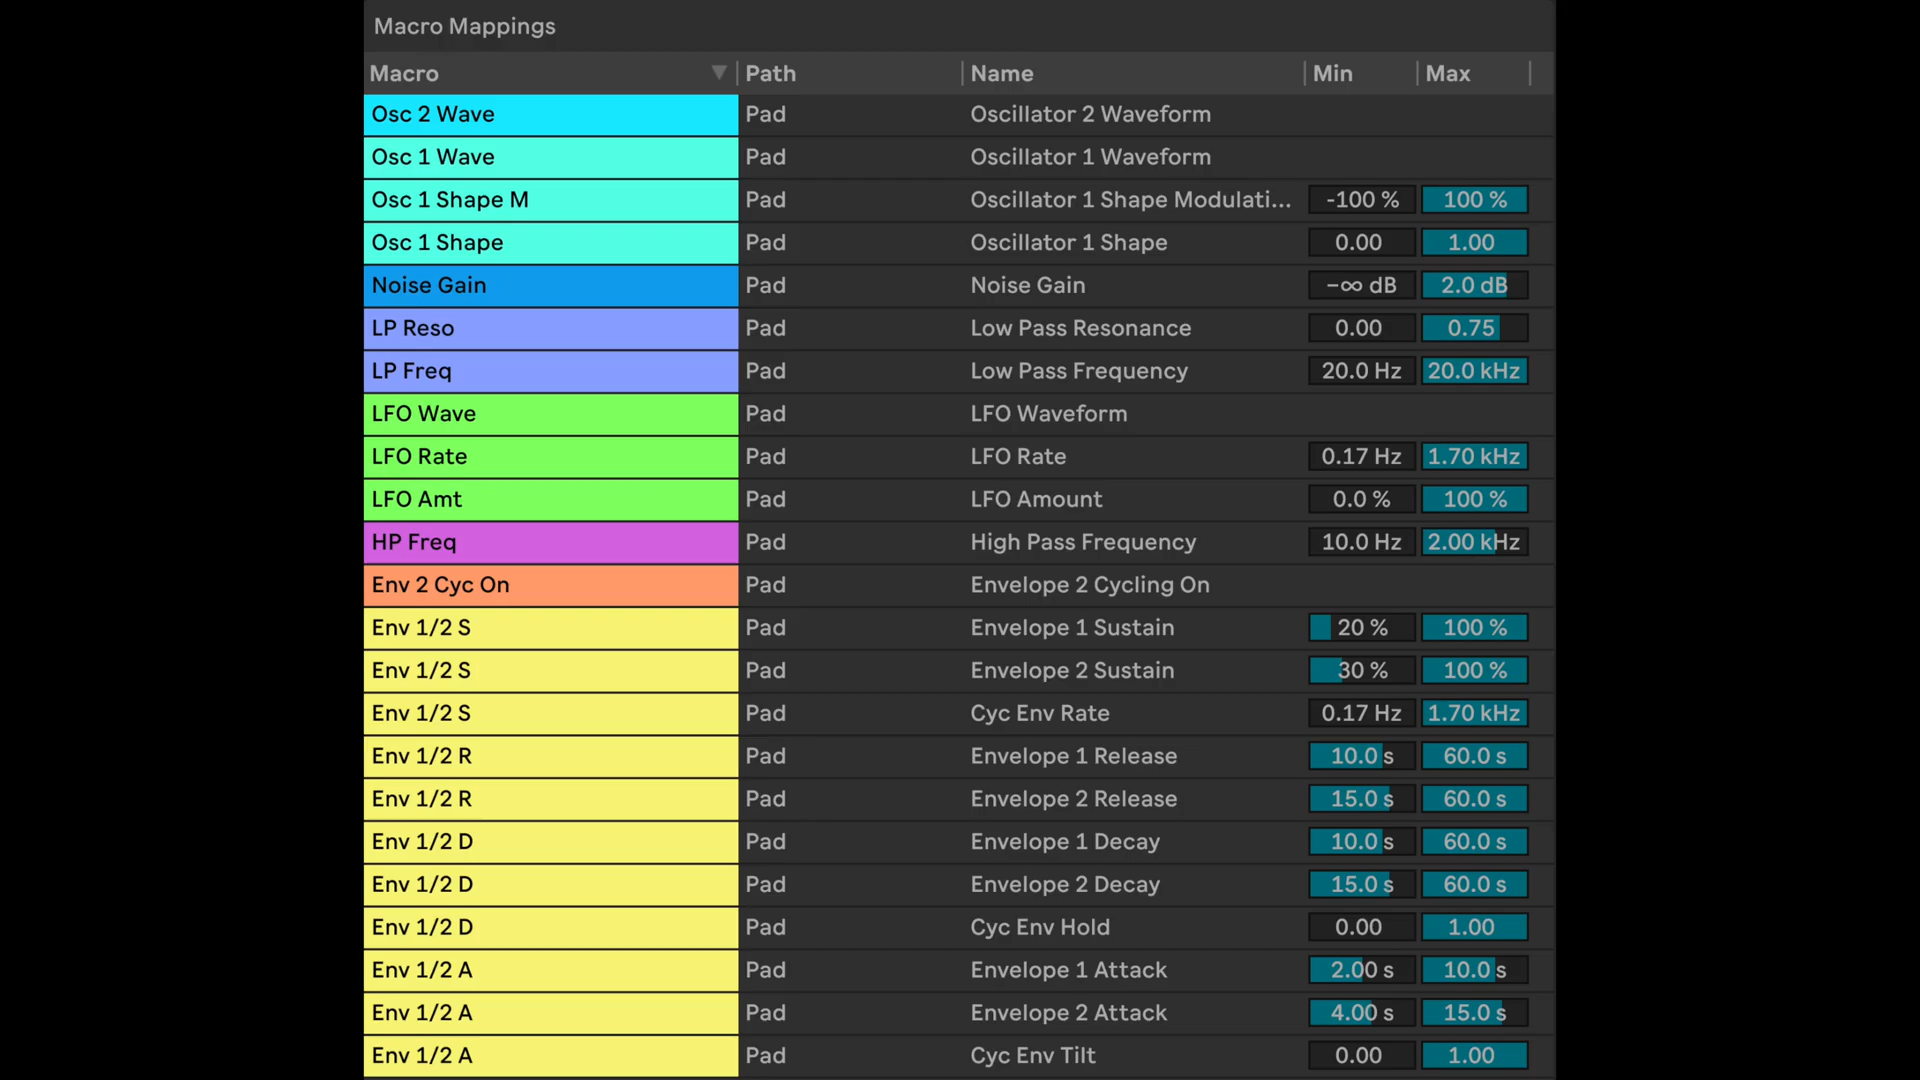 Macro Mappings
Macro Path Name Min Max
Osc 2 Wave Pad Oscillator 2 Waveform
Osc 1 Wave Pad Oscillator 1 Waveform
Osc 1 Shape M Pad Oscillator 1 Shape Modulati... -100 % 100 %
Osc 1 Shape Pad Oscillator 1 Shape 0.00 1.00
Noise Gain Pad Noise Gain -∞ dB 2.0 dB
LP Reso Pad Low Pass Resonance 0.00 0.75
LP Freq Pad Low Pass Frequency 20.0 Hz 20.0 kHz
LFO Wave Pad LFO Waveform
LFO Rate Pad LFO Rate 0.17 Hz 1.70 kHz
LFO Amt Pad LFO Amount 0.0 % 100 %
HP Freq Pad High Pass Frequency 10.0 Hz 2.00 kHz
Env 2 Cyc On Pad Envelope 2 Cycling On
Env 1/2 S Pad Envelope 1 Sustain 20 % 100 %
Env 1/2 S Pad Envelope 2 Sustain 30 % 100 %
Env 1/2 S Pad Cyc Env Rate 0.17 Hz 1.70 kHz
Env 1/2 R Pad Envelope 1 Release 10.0 s 60.0 s
Env 1/2 R Pad Envelope 2 Release 15.0 s 60.0 s
Env 1/2 D Pad Envelope 1 Decay 10.0 s 60.0 s
Env 1/2 D Pad Envelope 2 Decay 15.0 s 60.0 s
Env 1/2 D Pad Cyc Env Hold 0.00 1.00
Env 1/2 A Pad Envelope 1 Attack 2.00 s 10.0 s
Env 1/2 A Pad Envelope 2 Attack 4.00 s 15.0 s
Env 1/2 A Pad Cyc Env Tilt 0.00 1.00